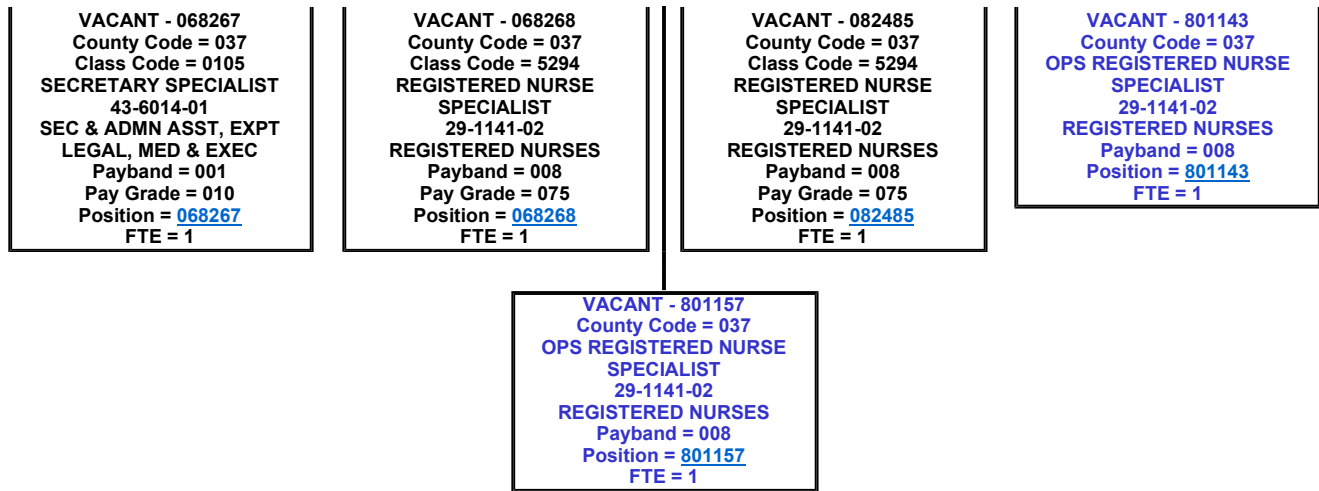 VACANT - 068267
County Code = 037
Class Code = 0105
SECRETARY SPECIALIST
43-6014-01
SEC & ADMN ASST, EXPT
LEGAL, MED & EXEC
Payband = 001
Pay Grade = 010
Position = 068267
FTE = 1
VACANT - 068268
County Code = 037
Class Code = 5294
REGISTERED NURSE
SPECIALIST
29-1141-02
REGISTERED NURSES
Payband = 008
Pay Grade = 075
Position = 068268
FTE = 1
VACANT - 082485
County Code = 037
Class Code = 5294
REGISTERED NURSE
SPECIALIST
29-1141-02
REGISTERED NURSES
Payband = 008
Pay Grade = 075
Position = 082485
FTE = 1
VACANT - 801143
County Code = 037
OPS REGISTERED NURSE
SPECIALIST
29-1141-02
REGISTERED NURSES
Payband = 008
Position = 801143
FTE = 1
VACANT - 801157
County Code = 037
OPS REGISTERED NURSE
SPECIALIST
29-1141-02
REGISTERED NURSES
Payband = 008
Position = 801157
FTE = 1